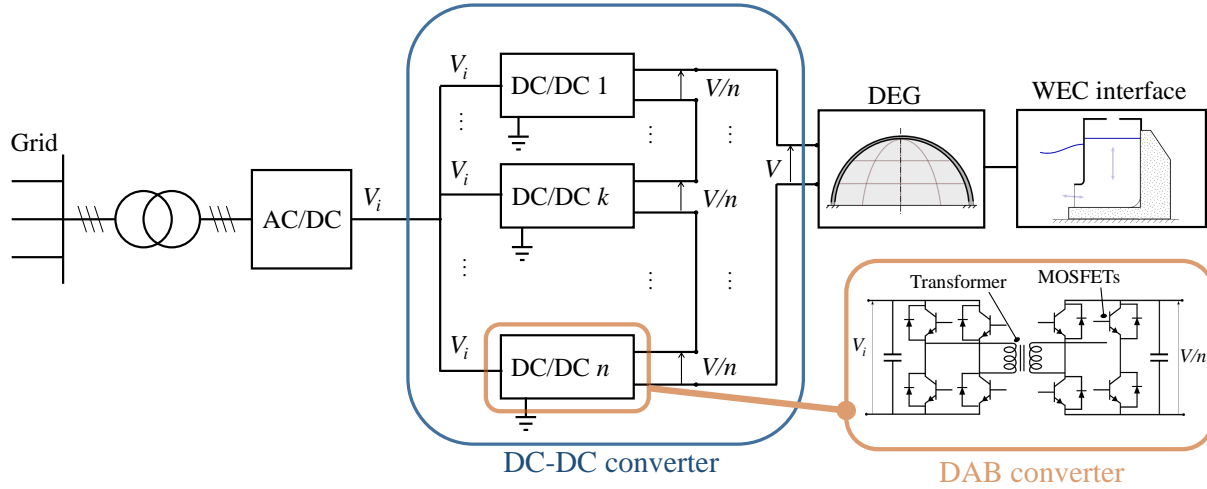 Grid
AC/DC
V_i
V_i
DC/DC 1
V/n
⋮
⋮
⋮
V_i
DC/DC k
V/n
⋮
⋮
⋮
V_i
DC/DC n
V/n
DC-DC converter
V
DEG
WEC interface
Transformer
MOSFETs
V_i
V/n
DAB converter